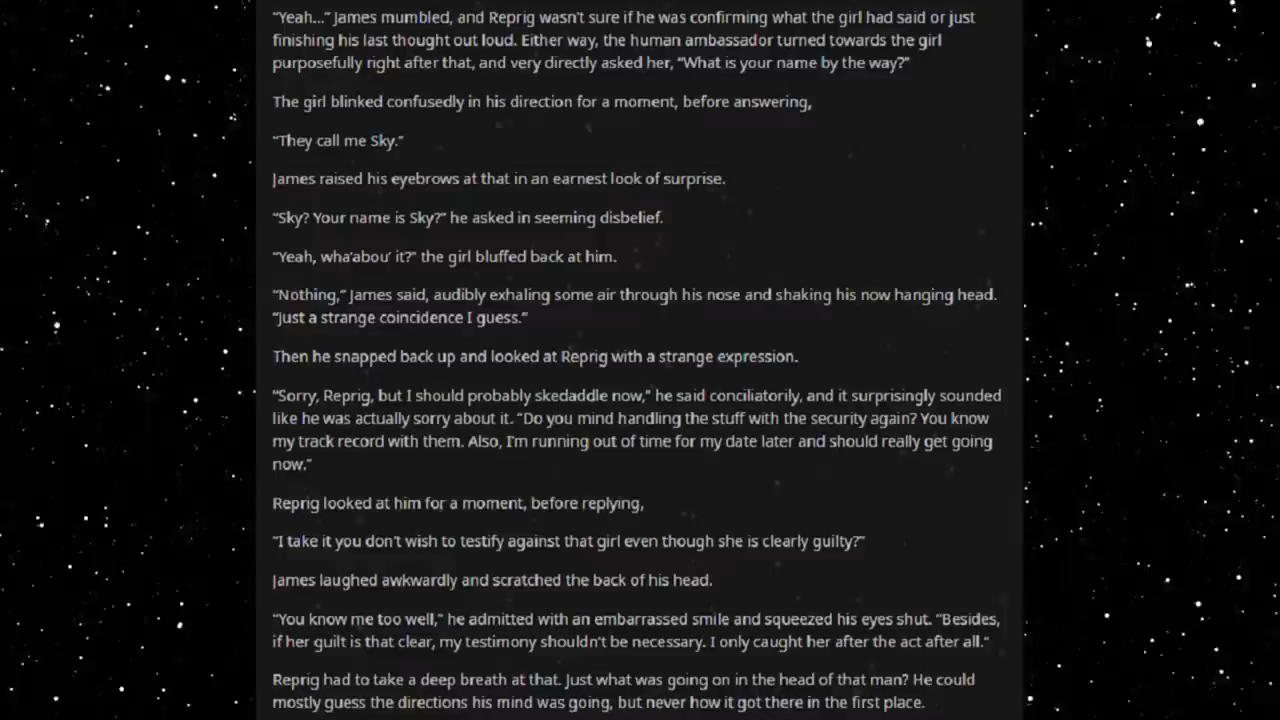 “Yeah...” James mumbled, and Reprig wasn’t sure if he was confirming what the girl had said or just
finishing his last thought out loud. Either way, the human ambassador turned towards the girl
purposefully right after that, and very directly asked her, “What is your name by the way?”
The girl blinked confusedly in his direction for a moment, before answering,
“They call me Sky.”
James raised his eyebrows at that in an earnest look of surprise.
“Sky? Your name is Sky?” he asked in seeming disbelief.
“Yeah, wha’abou’ it?” the girl bluffed back at him.
“Nothing,” James said, audibly exhaling some air through his nose and shaking his now hanging head.
“Just a strange coincidence I guess.”
Then he snapped back up and looked at Reprig with a strange expression.
“Sorry, Reprig, but I should probably skedaddle now,” he said conciliatorily, and it surprisingly sounded
like he was actually sorry about it. “Do you mind handling the stuff with the security again? You know
my track record with them. Also, I’m running out of time for my date later and should really get going
now.”
Reprig looked at him for a moment, before replying,
“I take it you don’t wish to testify against that girl even though she is clearly guilty?”
James laughed awkwardly and scratched the back of his head.
“You know me too well,” he admitted with an embarrassed smile and squeezed his eyes shut. “Besides,
if her guilt is that clear, my testimony shouldn’t be necessary. I only caught her after the act after all.”
Reprig had to take a deep breath at that. Just what was going on in the head of that man? He could
mostly guess the directions his mind was going, but never how it got there in the first place.